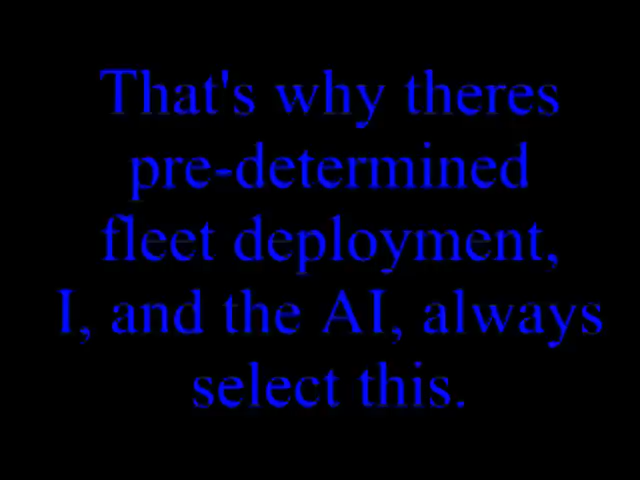 That's why theres
pre-determined
fleet deployment,
I, and the AI, always
select this.